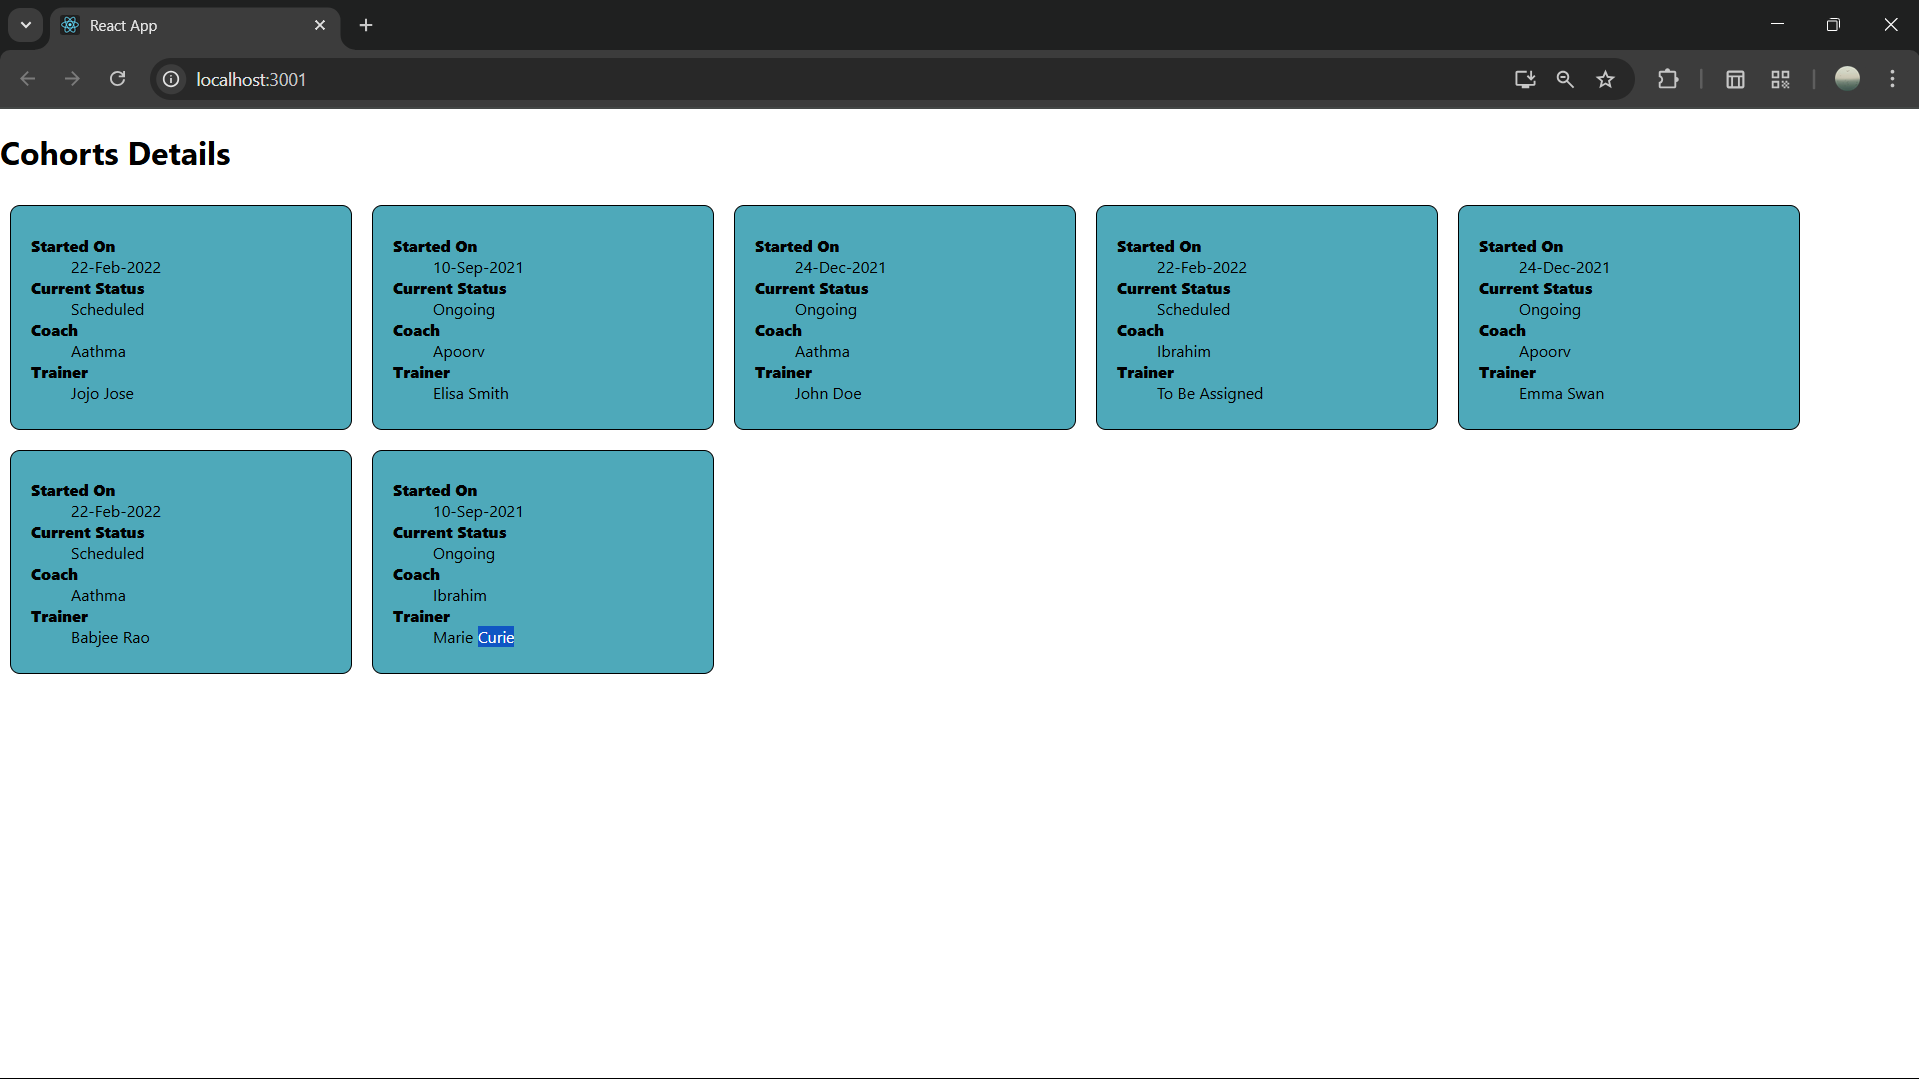 React App
localhost:3001
Cohorts Details
Started On
22-Feb-2022
Current Status
Scheduled
Coach
Aathma
Trainer
Jojo Jose
Started On
10-Sep-2021
Current Status
Ongoing
Coach
Apoorv
Trainer
Elisa Smith
Started On
24-Dec-2021
Current Status
Ongoing
Coach
Aathma
Trainer
John Doe
Started On
22-Feb-2022
Current Status
Scheduled
Coach
Ibrahim
Trainer
To Be Assigned
Started On
24-Dec-2021
Current Status
Ongoing
Coach
Apoorv
Trainer
Emma Swan
Started On
22-Feb-2022
Current Status
Scheduled
Coach
Aathma
Trainer
Babjee Rao
Started On
10-Sep-2021
Current Status
Ongoing
Coach
Ibrahim
Trainer
Marie Curie